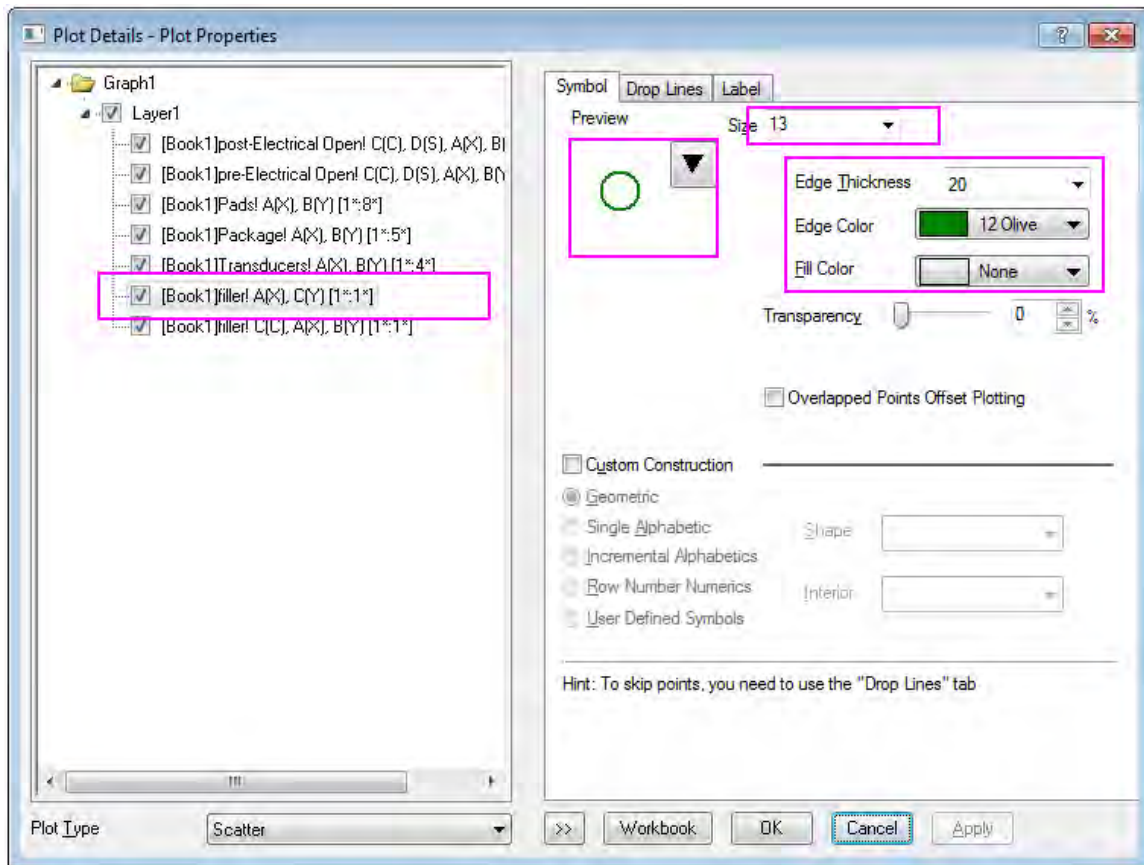 Plot Details - Plot Properties
Graph1
Layer1
[Book1]post-Electrical Open! C(C), D(S), A(X), B(
[Book1]pre-Electrical Open! C(C), D(S), A(X), B(Y
[Book1]Pads! A(X), B(Y) [1*:8*]
[Book1]Package! A(X), B(Y) [1*:5*]
[Book1]Transducers! A(X), B(Y) [1*:4*]
[Book1]filler! A(X), C(Y) [1*:1*]
[Book1]filler! C(C), A(X), B(Y) [1*:1*]
Plot Type Scatter
Symbol Drop Lines Label
Preview Size 13
Edge Thickness 20
Edge Color 12 Olive
Fill Color None
Transparency 0 %
Overlapped Points Offset Plotting
Custom Construction
Geometric
Single Alphabetic Shape
Incremental Alphabetics
Row Number Numerics Interior
User Defined Symbols
Hint: To skip points, you need to use the "Drop Lines" tab
>> Workbook OK Cancel Apply